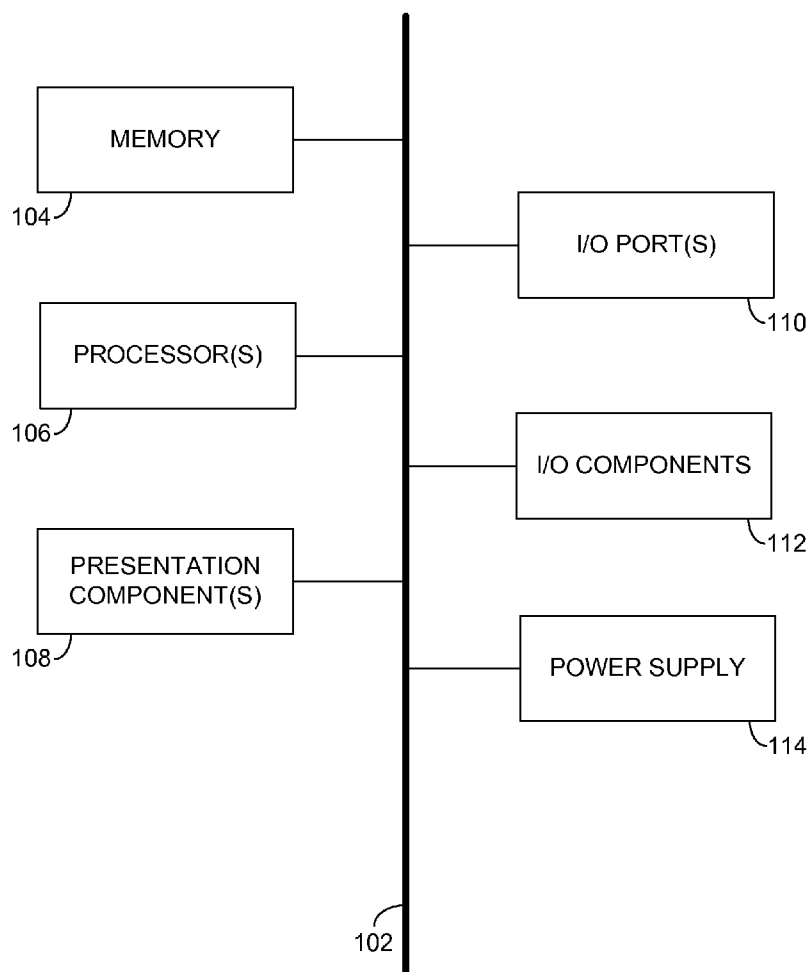 MEMORY
104
I/O PORT(S)
110
PROCESSOR(S)
106
I/O COMPONENTS
112
PRESENTATION
COMPONENT(S)
108
POWER SUPPLY
114
102